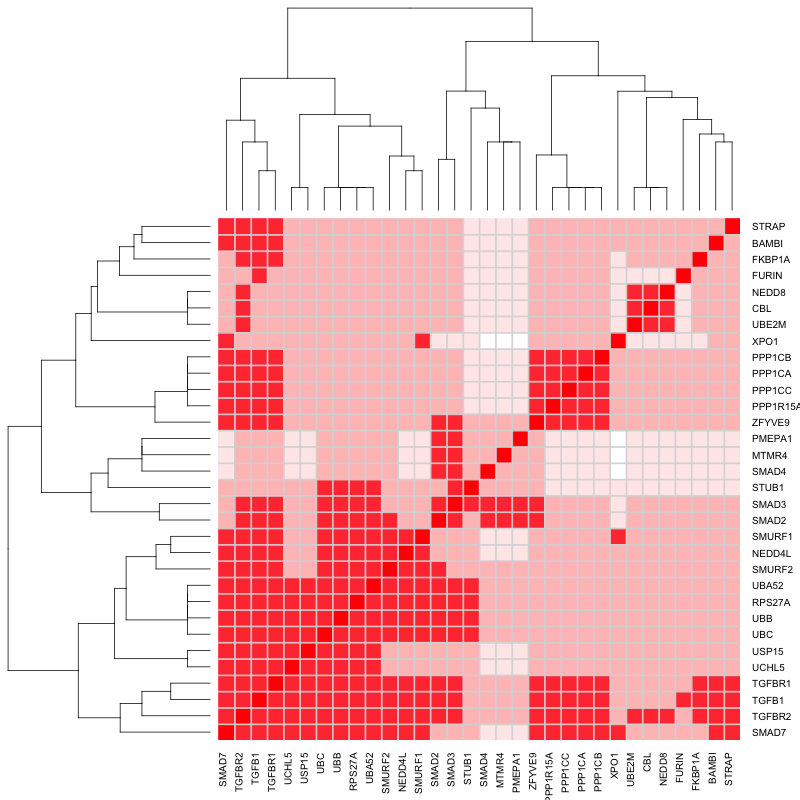 STRAP
BAMBI
FKBP1A
FURIN
NEDD8
CBL
UBE2M
XPO1
PPP1CB
PPP1CA
PPP1CC
PPP1R15A
ZFYVE9
PMEPA1
MTMR4
SMAD4
STUB1
SMAD3
SMAD2
SMURF1
NEDD4L
SMURF2
UBA52
RPS27A
UBB
UBC
USP15
UCHL5
TGFBR1
TGFB1
TGFBR2
SMAD7
SMAD7
TGFBR2
TGFB1
TGFBR1
UCHL5
USP15
UBC
UBB
RPS27A
UBA52
SMURF2
NEDD4L
SMURF1
SMAD2
SMAD3
STUB1
SMAD4
MTMR4
PMEPA1
ZFYVE9
PPP1R15A
PPP1CC
PPP1CA
PPP1CB
XPO1
UBE2M
CBL
NEDD8
FURIN
FKBP1A
BAMBI
STRAP